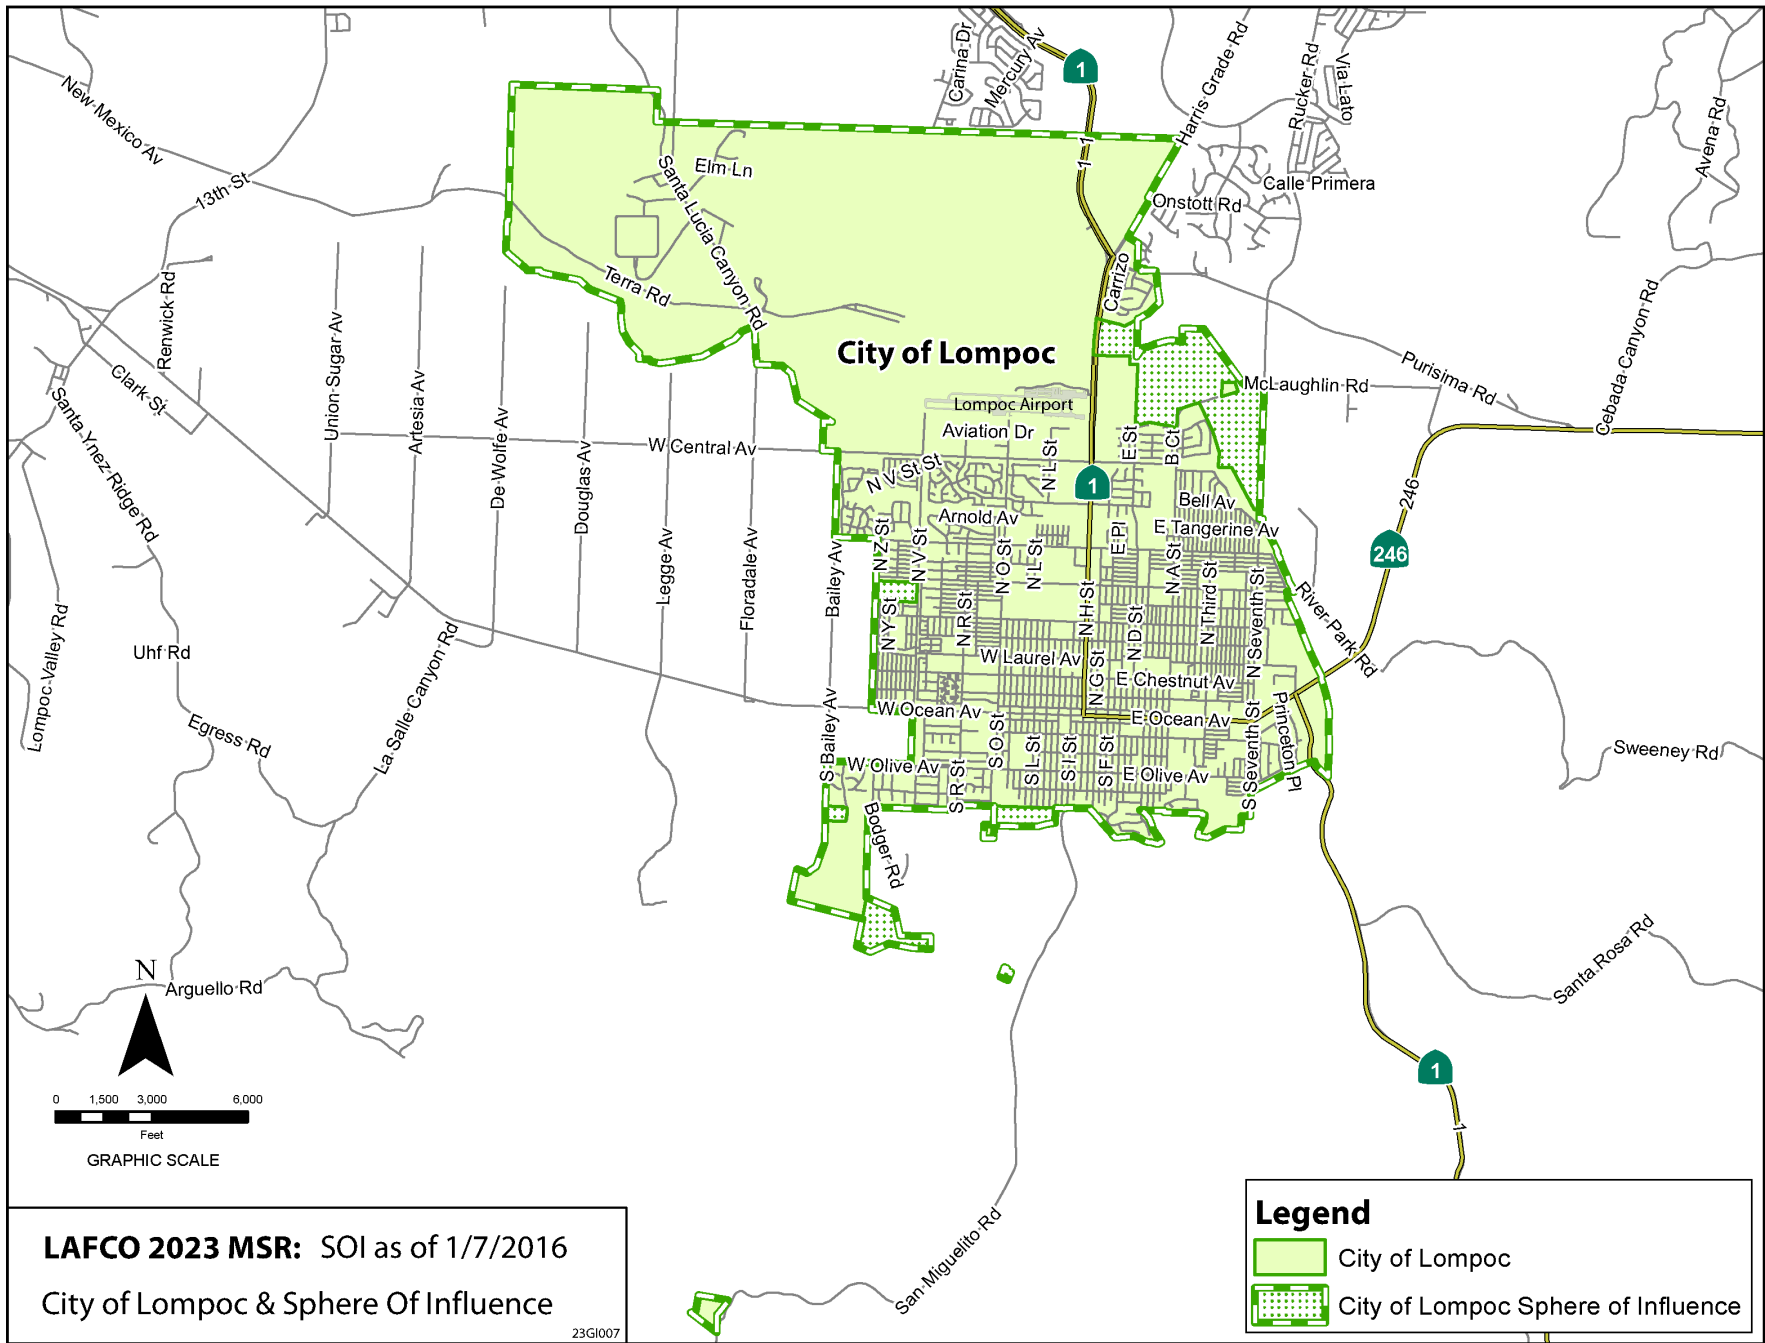 Carina Dr
Mercury Av
1
Harris Grade Rd
Rucker Rd
Via Lato
Avena Rd
New Mexico Av
13th St
Santa Lucia Canyon Rd
Elm Ln
1
1
Calle Primera
Onstott Rd
Renwick Rd
Terra Rd
Carrizo
Cebada Canyon Rd
Union Sugar Av
City of Lompoc
Purisima Rd
McLaughlin Rd
Clark St
Santa Ynez Ridge Rd
Artesia Av
De Wolfe Av
Douglas Av
W Central Av
Lompoc Airport
Aviation Dr
N L St
E St
B Ct
N V St St
1
246
246
Bell Av
Arnold Av
E Tangerine Av
N Z St
N V St
N O St
N L St
E Pl
N A St
N Third St
N Seventh St
Legge Av
Floradale Av
Bailey Av
N Y St
N R St
N H St
N D St
River Park Rd
Lompoc Valley Rd
Uhf Rd
La Salle Canyon Rd
W Laurel Av
N G St
E Chestnut Av
Egress Rd
S Bailey Av
W Ocean Av
E Ocean Av
Princeton Pl
S Seventh St
S O St
S L St
S I St
S F St
W Olive Av
E Olive Av
S R St
Sweeney Rd
Bodger Rd
Santa Rosa Rd
N
Arguello Rd
1
1
0 1,500 3,000 6,000
Feet
GRAPHIC SCALE
San Miguelito Rd
LAFCO 2023 MSR: SOI as of 1/7/2016
City of Lompoc & Sphere Of Influence
23GI007
Legend
City of Lompoc
City of Lompoc Sphere of Influence